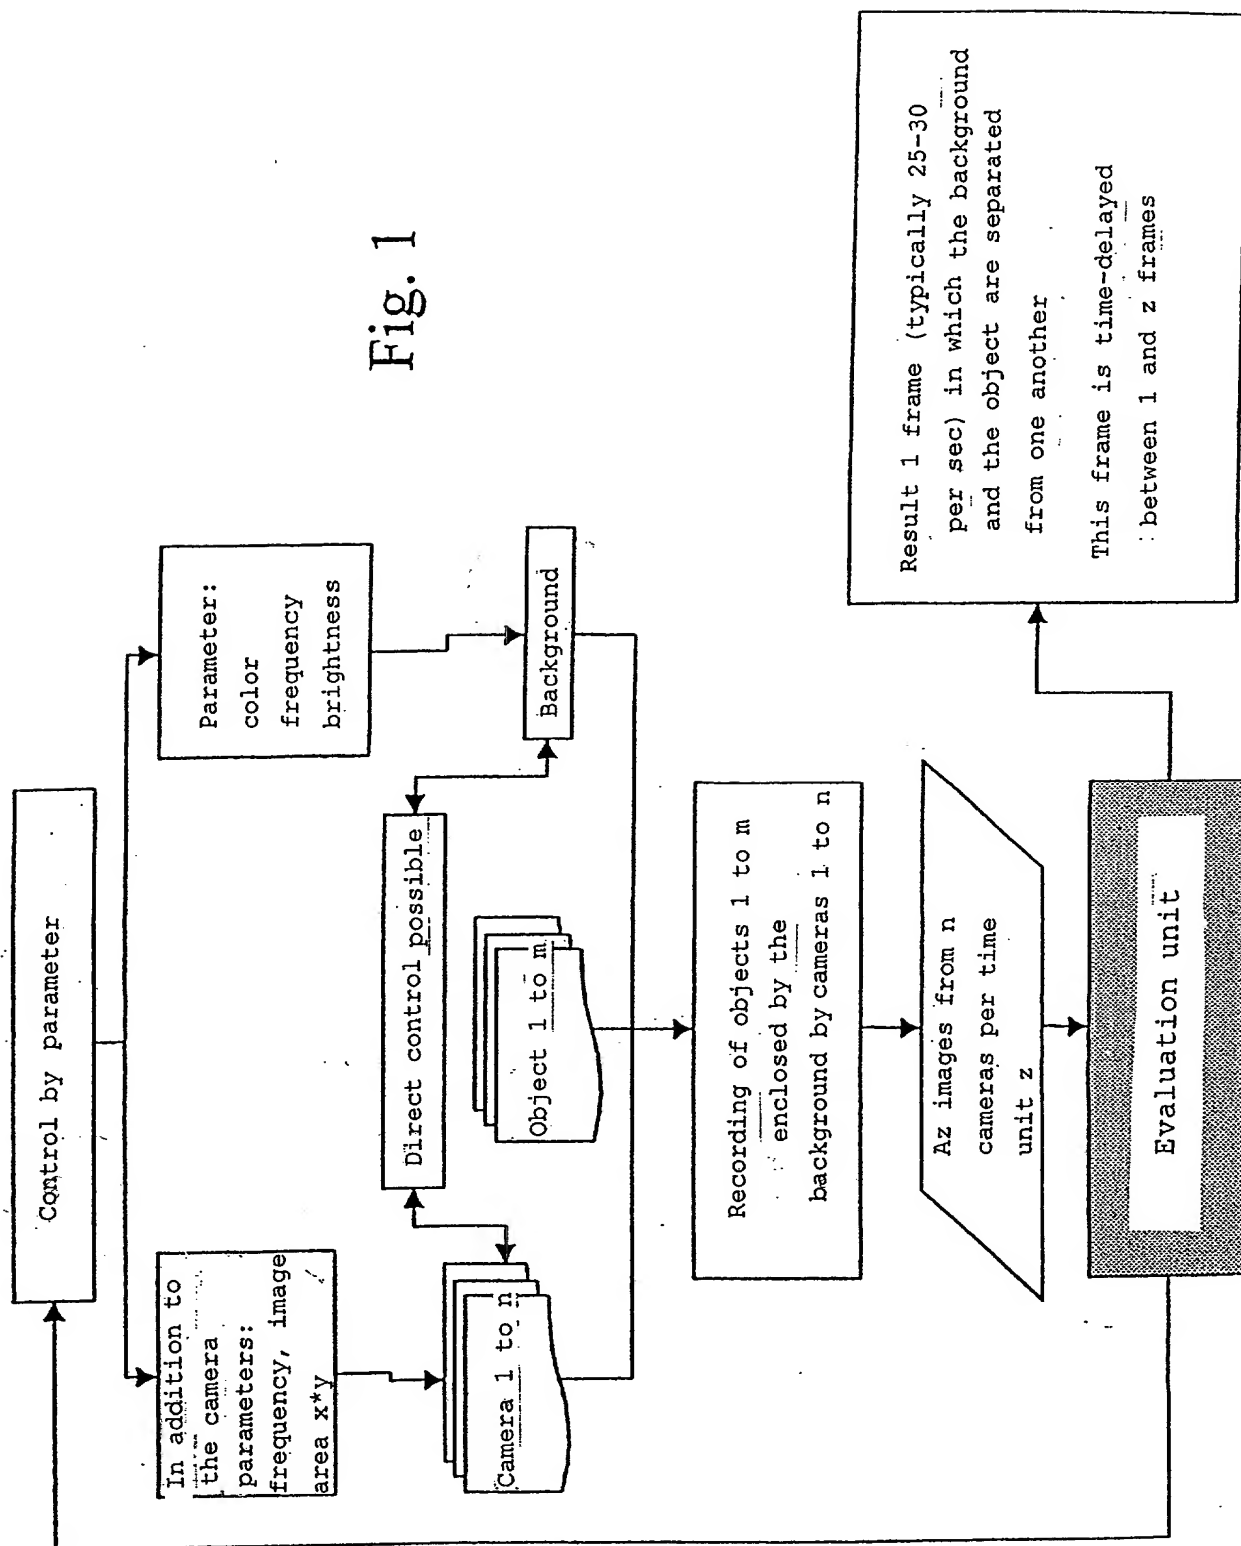 Control by parameter
In addition to
the camera
parameters:
frequency, image
area x*y
Parameter:
color
frequency
brightness
Camera 1 to n
Direct control possible
Background
Object 1 to m
Recording of objects 1 to m
enclosed by the
background by cameras 1 to n
Az images from n
cameras per time
unit z
Evaluation unit
Result 1 frame (typically 25-30
per sec) in which the background
and the object are separated
from one another
This frame is time-delayed
between 1 and z frames
Fig. 1